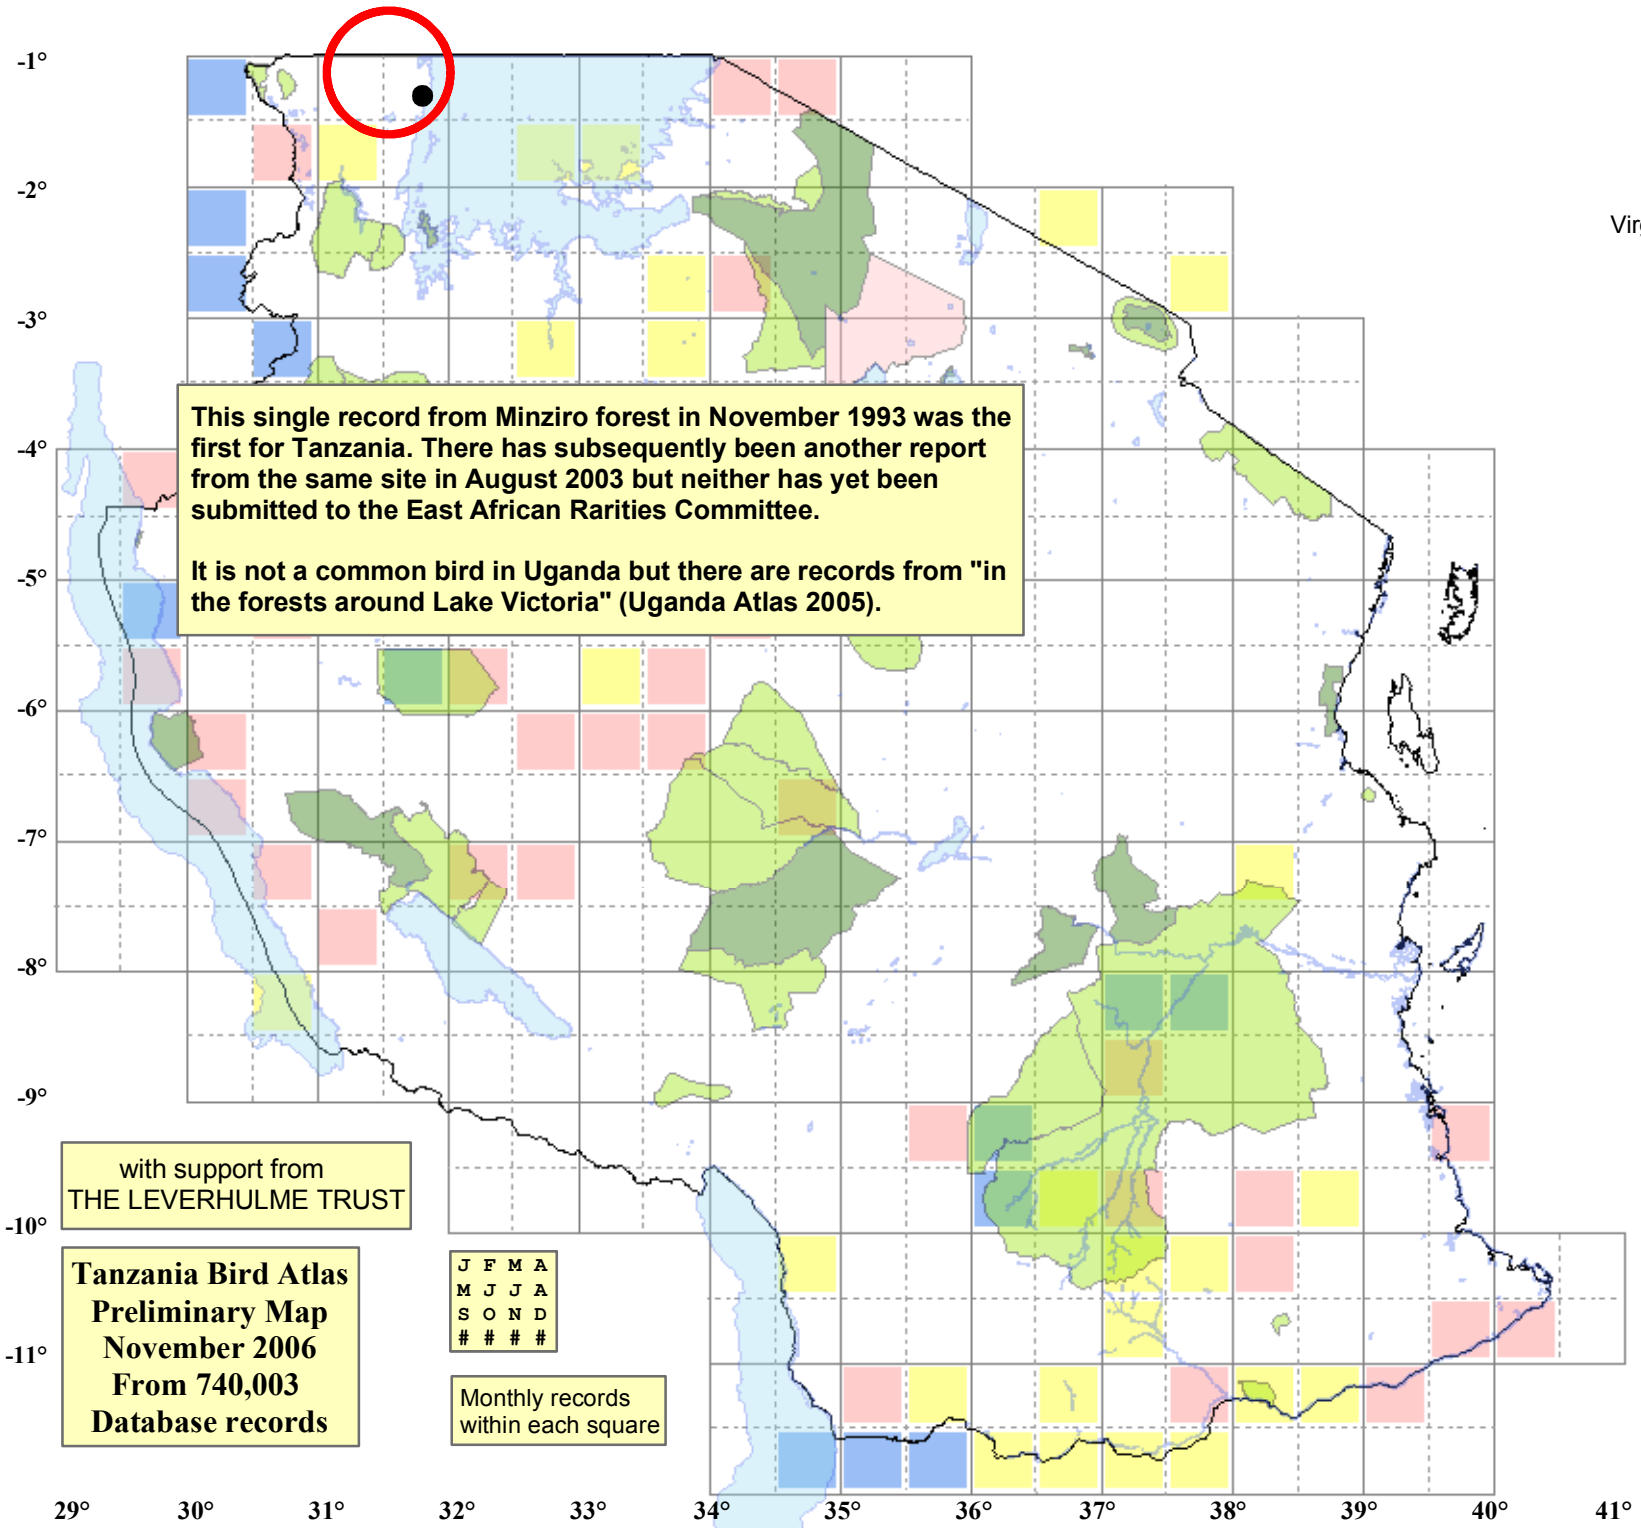 -1°
-2°
Virg
-3°
This single record from Minziro forest in November 1993 was the
first for Tanzania. There has subsequently been another report
from the same site in August 2003 but neither has yet been
submitted to the East African Rarities Committee.
It is not a common bird in Uganda but there are records from "in
the forests around Lake Victoria" (Uganda Atlas 2005).
-4°
-5°
-6°
-7°
-8°
-9°
with support from
THE LEVERHULME TRUST
-10°
Tanzania Bird Atlas
Preliminary Map
November 2006
From 740,003
Database records
J F M A
M J J A
S O N D
# # # #
-11°
Monthly records
within each square
29° 30° 31° 32° 33° 34° 35° 36° 37° 38° 39° 40° 41°